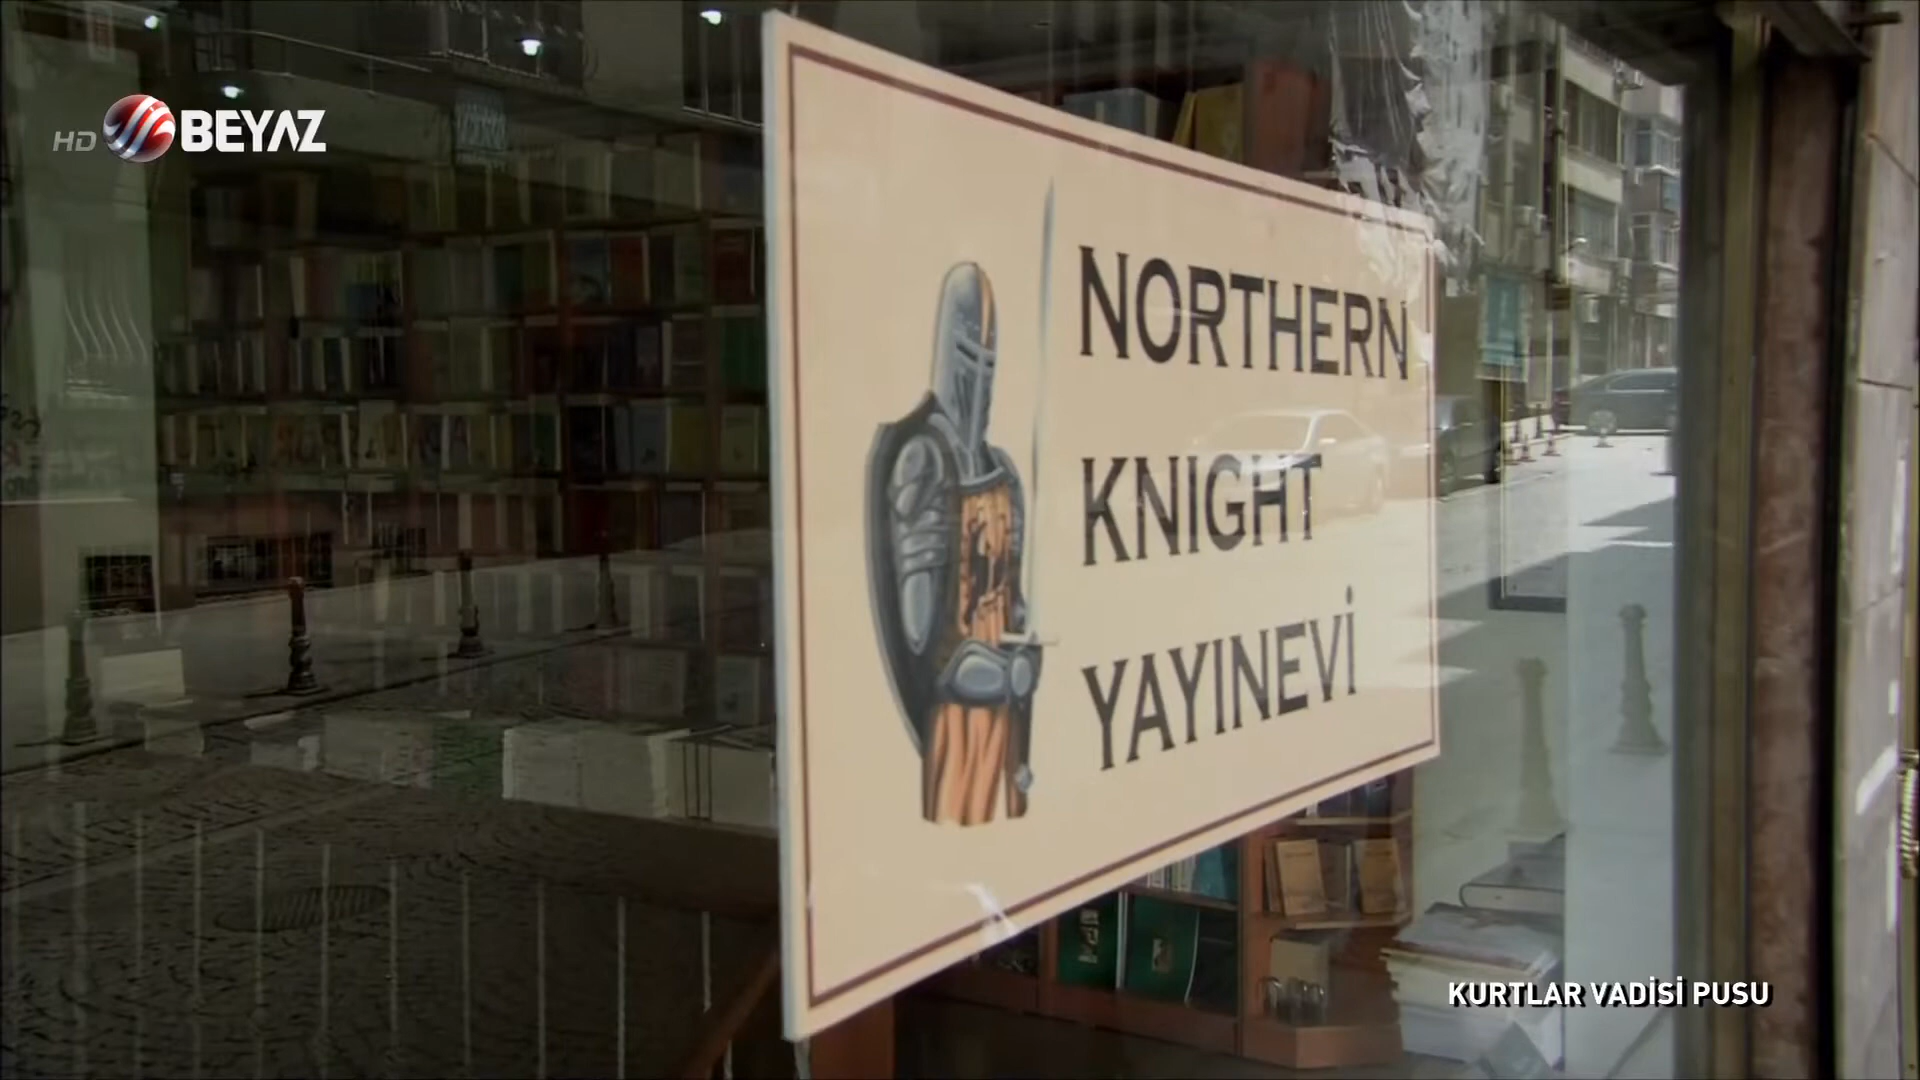 HD BEYAZ
NORTHERN
KNIGHT
YAYINEVİ
KURTLAR VADİSİ PUSU